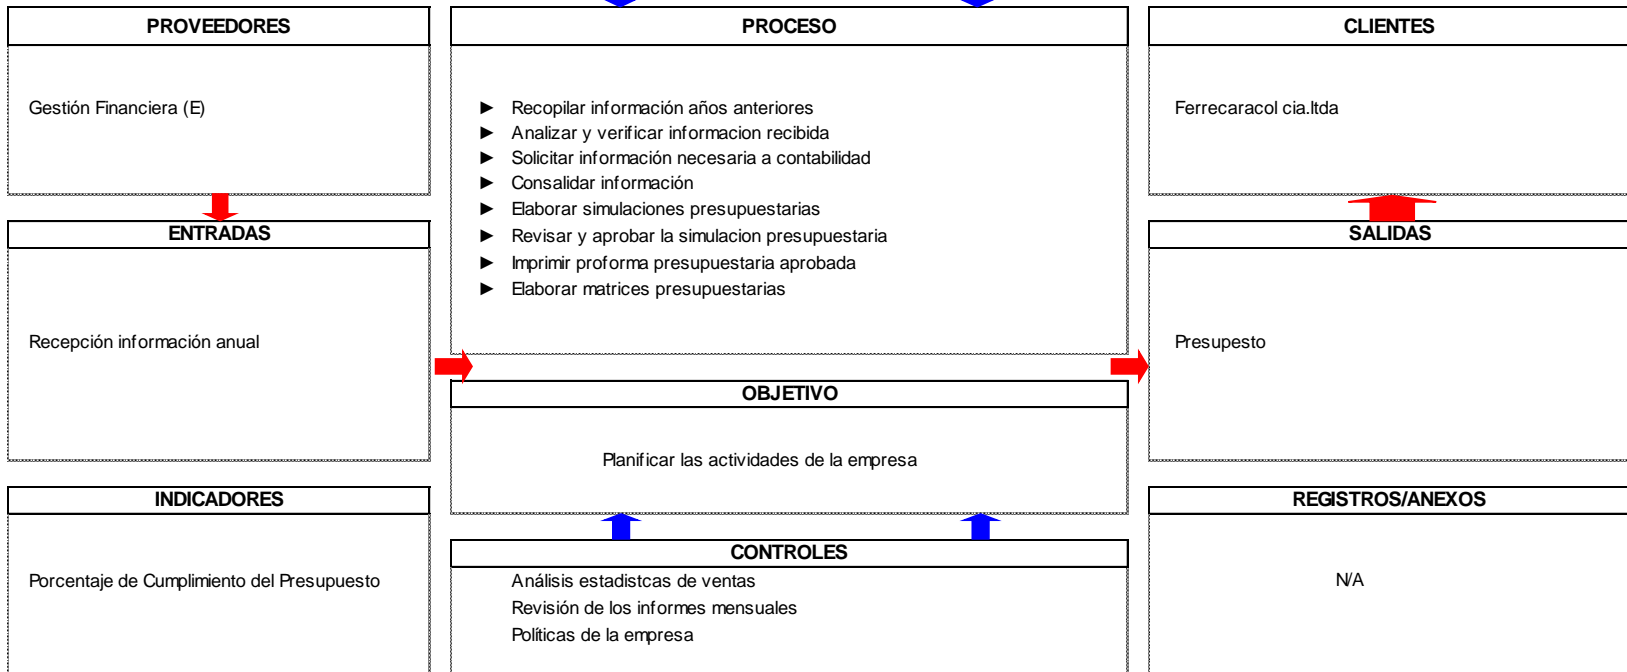 PROVEEDORES
Gestión Financiera (E)
ENTRADAS
Recepción información anual
INDICADORES
Porcentaje de Cumplimiento del Presupuesto
PROCESO
► Recopilar información años anteriores
► Analizar y verificar informacion recibida
► Solicitar información necesaria a contabilidad
► Consalidar información
► Elaborar simulaciones presupuestarias
► Revisar y aprobar la simulacion presupuestaria
► Imprimir proforma presupuestaria aprobada
► Elaborar matrices presupuestarias
OBJETIVO
Planificar las actividades de la empresa
CONTROLES
Análisis estadistcas de ventas
Revisión de los informes mensuales
Políticas de la empresa
CLIENTES
Ferrecaracol cia.ltda
SALIDAS
Presupesto
REGISTROS/ANEXOS
N/A